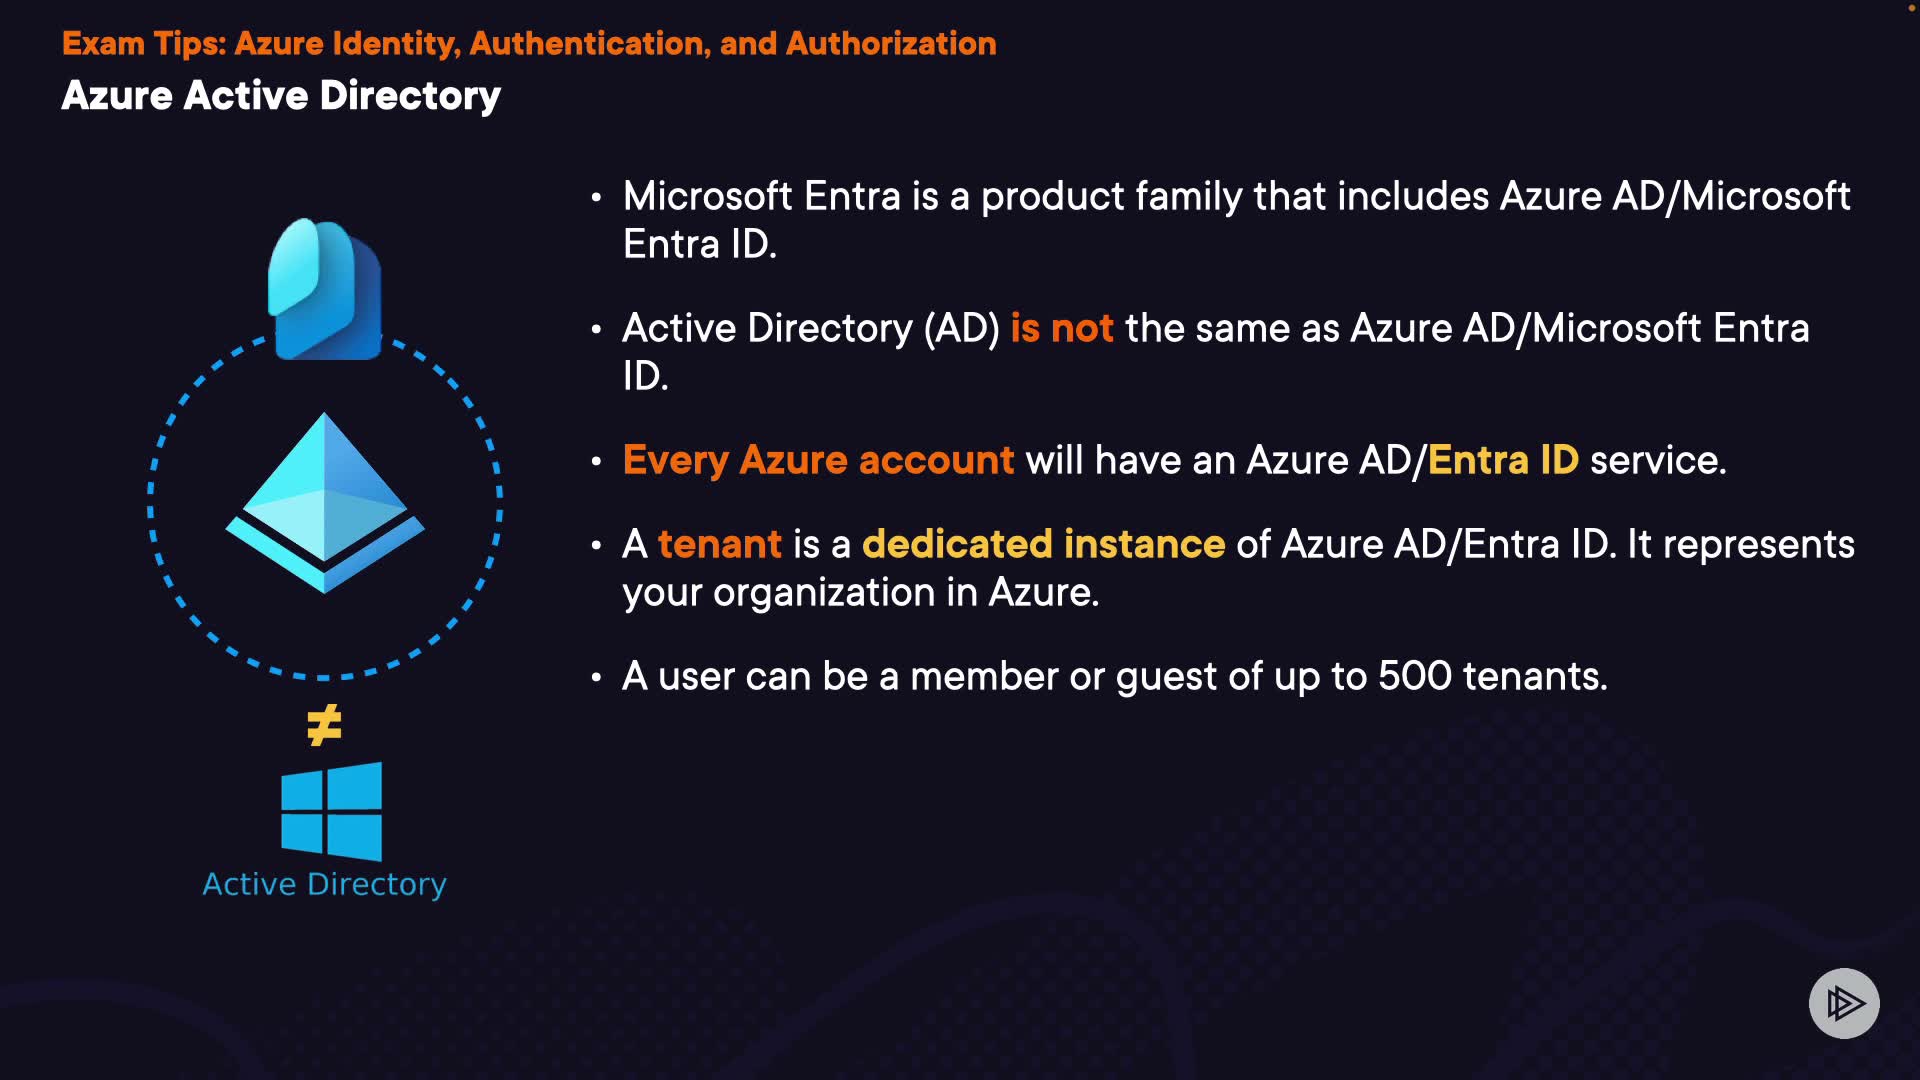 Exam Tips: Azure Identity, Authentication, and Authorization
Azure Active Directory
• Microsoft Entra is a product family that includes Azure AD/Microsoft
Entra ID.
• Active Directory (AD) is not the same as Azure AD/Microsoft Entra
ID.
• Every Azure account will have an Azure AD/Entra ID service.
• A tenant is a dedicated instance of Azure AD/Entra ID. It represents
your organization in Azure.
• A user can be a member or guest of up to 500 tenants.
≠
Active Directory